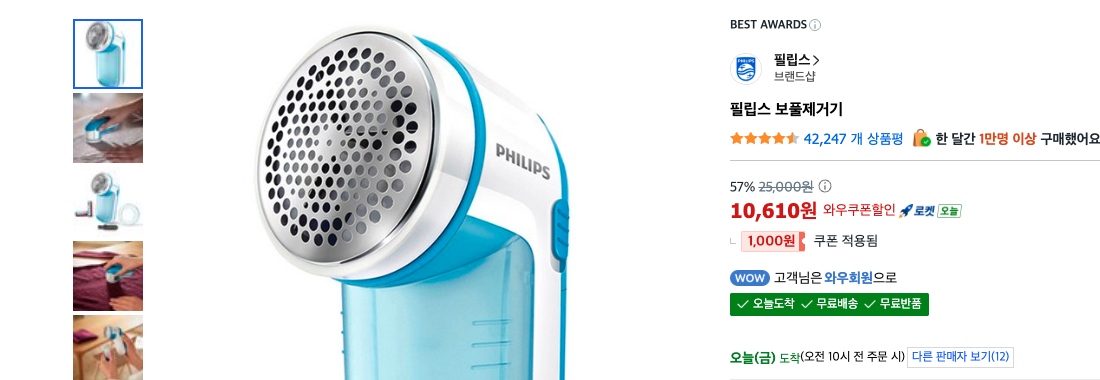 BEST AWARDS
PHILIPS
필립스
브랜드샵
필립스 보풀제거기
42,247 개 상품평 한 달간 1만명 이상 구매했어요
57% 25,000원
10,610원 와우쿠폰할인 로켓 오늘
1,000원 쿠폰 적용됨
WOW 고객님은 와우회원으로
오늘도착 무료배송 무료반품
오늘(금) 도착(오전 10시 전 주문 시) 다른 판매자 보기(12)
PHILIPS